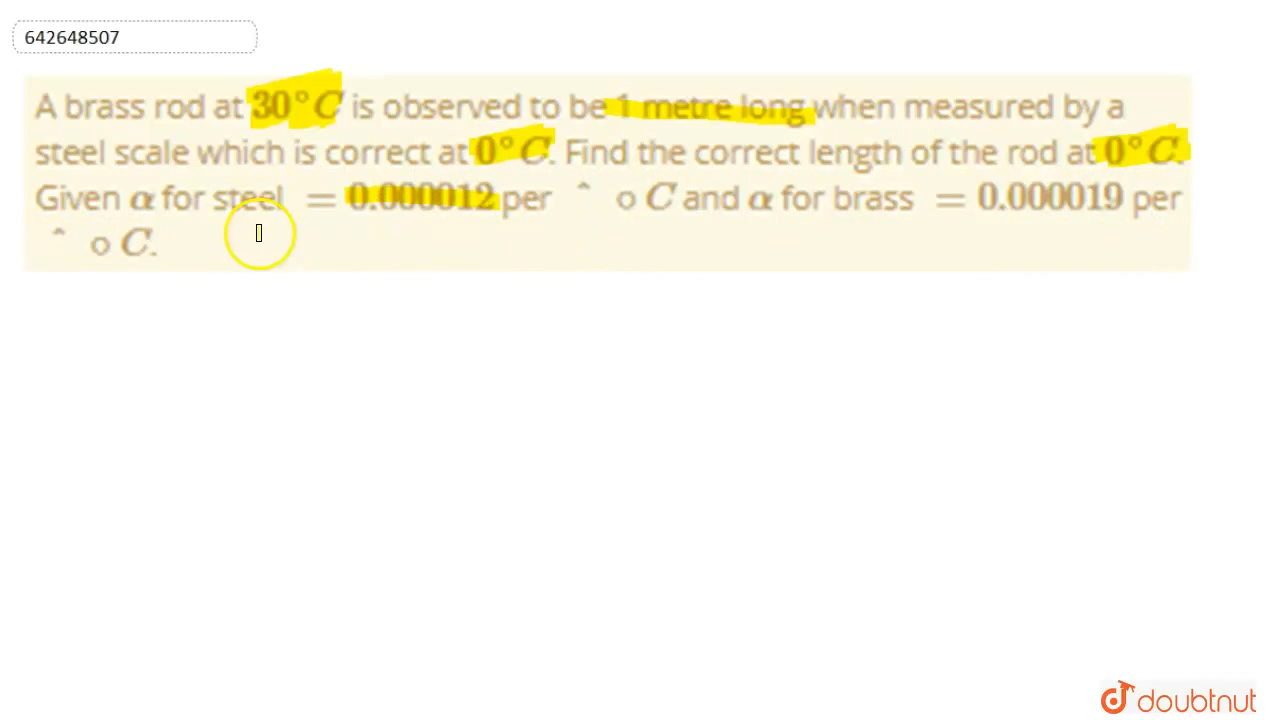 642648507
A brass rod at 30°C is observed to be 1 metre long when measured by a
steel scale which is correct at 0°C. Find the correct length of the rod at 0°C.
Given α for steel = 0.000012 per ˆ o C and α for brass = 0.000019 per
ˆ o C.
doubtnut